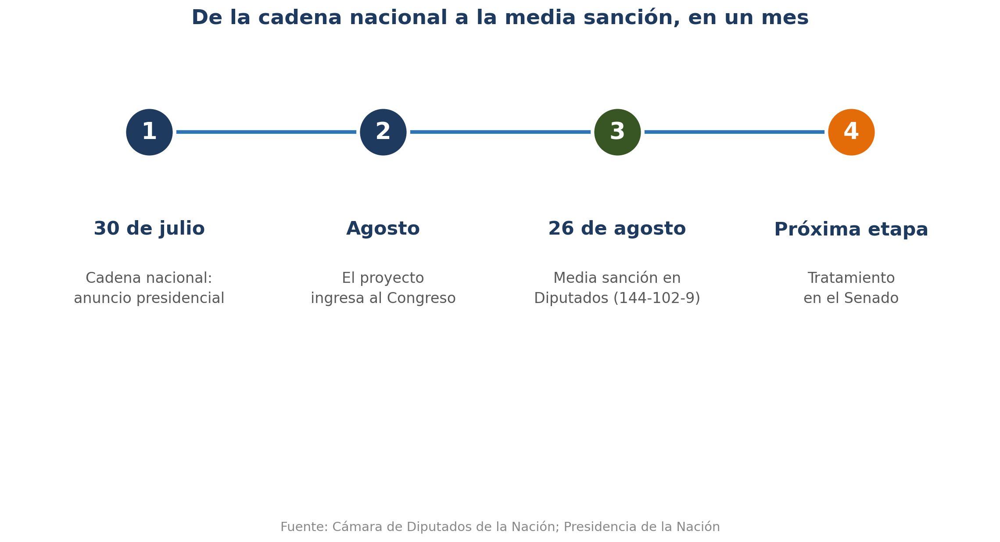 De la cadena nacional a la media sanción, en un mes
1
2
3
4
30 de julio
Cadena nacional:
anuncio presidencial
Agosto
El proyecto
ingresa al Congreso
26 de agosto
Media sanción en
Diputados (144-102-9)
Próxima etapa
Tratamiento
en el Senado
Fuente: Cámara de Diputados de la Nación; Presidencia de la Nación